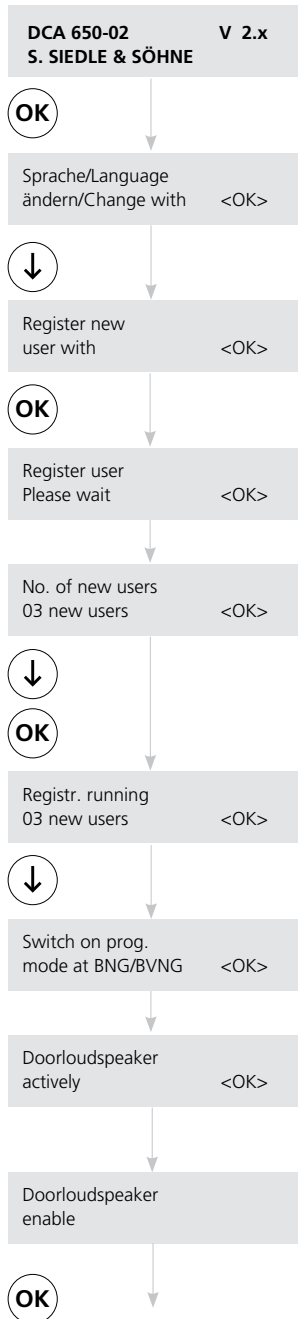 DCA 650-02 V 2.x
S. SIEDLE & SÖHNE
OK
Sprache/Language
ändern/Change with <OK>
↓
Register new
user with <OK>
OK
Register user
Please wait <OK>
No. of new users
03 new users <OK>
↓
OK
Registr. running
03 new users <OK>
↓
Switch on prog.
mode at BNG/BVNG <OK>
Doorloudspeaker
actively <OK>
Doorloudspeaker
enable
OK